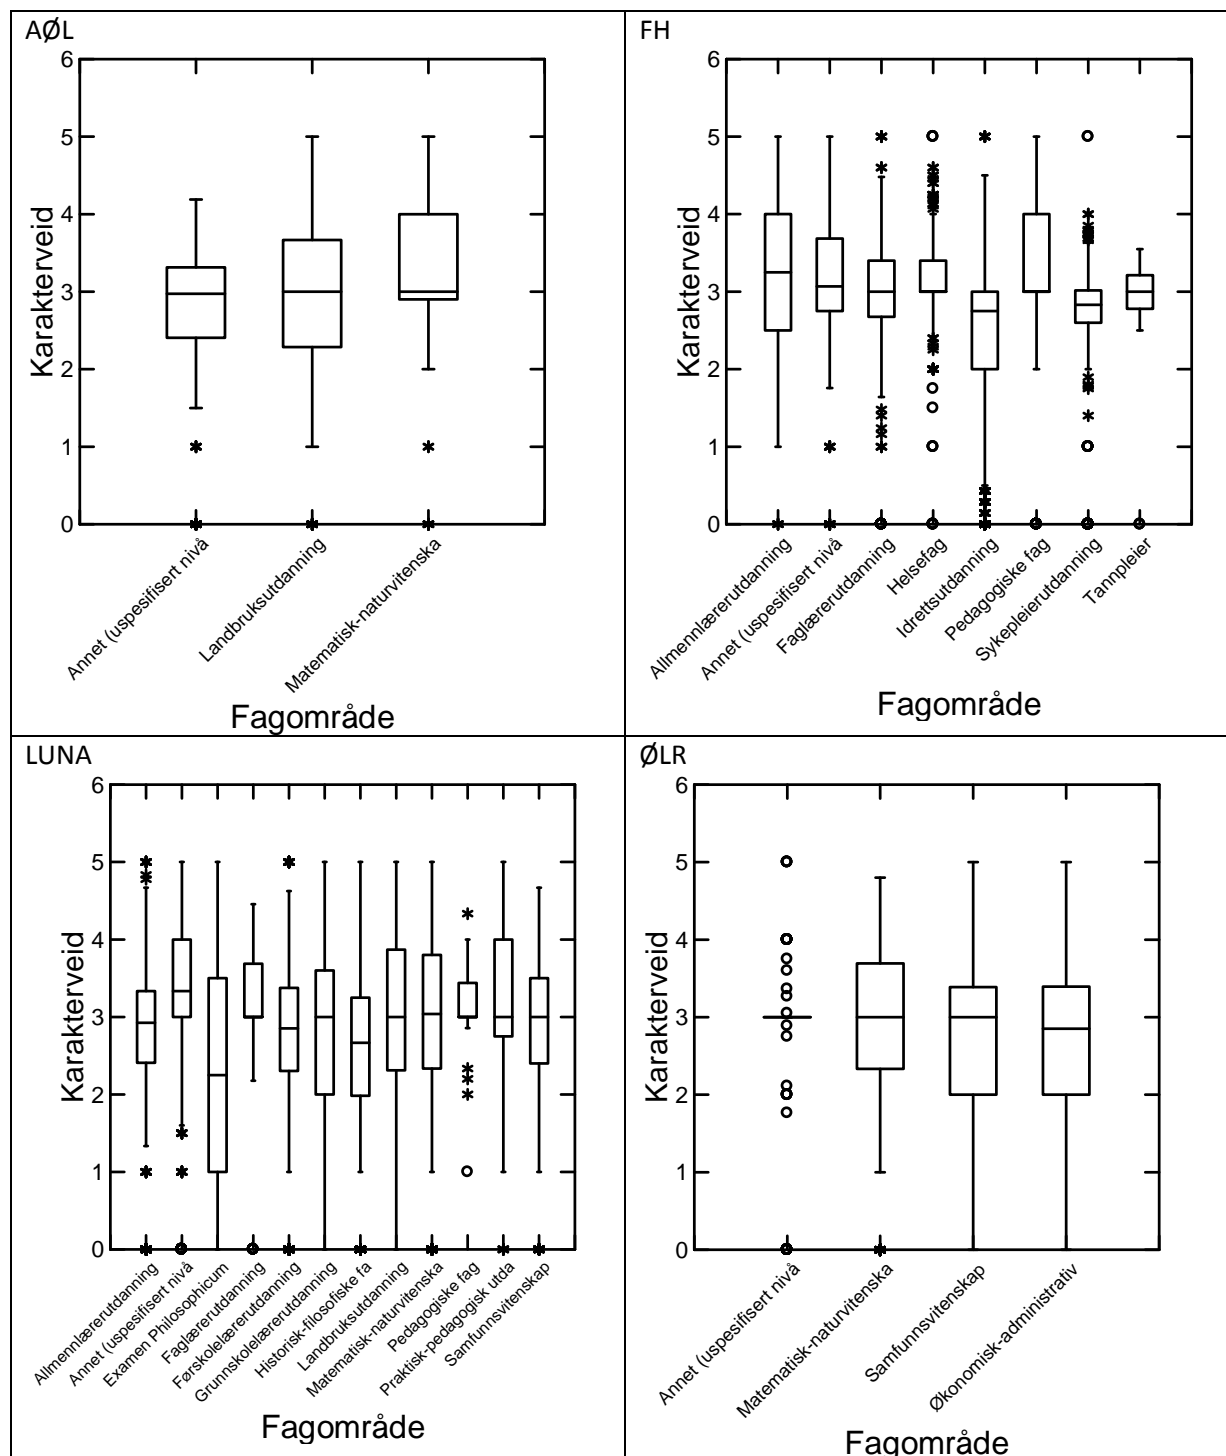 AØL
6
5
4
3
2
1
0
Karakterveid
Annet (uspesifisert nivå
Landbruksutdanning
Matematisk-naturvitenska
Fagområde
FH
6
5
4
3
2
1
0
Karakterveid
Allmennlærerutdanning
Annet (uspesifisert nivå
Faglærerutdanning
Helsefag
Idrettsutdanning
Pedagogiske fag
Sykepleierutdanning
Tannpleier
Fagområde
LUNA
6
5
4
3
2
1
0
Karakterveid
Allmennlærerutdanning
Annet (uspesifisert nivå
Examen Philosophicum
Faglærerutdanning
Førskolelærerutdanning
Grunnskolelærerutdanning
Historisk-filosofiske fa
Landbruksutdanning
Matematisk-naturvitenska
Pedagogiske fag
Praktisk-pedagogisk utda
Samfunnsvitenskap
Fagområde
ØLR
6
5
4
3
2
1
0
Karakterveid
Annet (uspesifisert nivå
Matematisk-naturvitenska
Samfunnsvitenskap
Økonomisk-administrativ
Fagområde